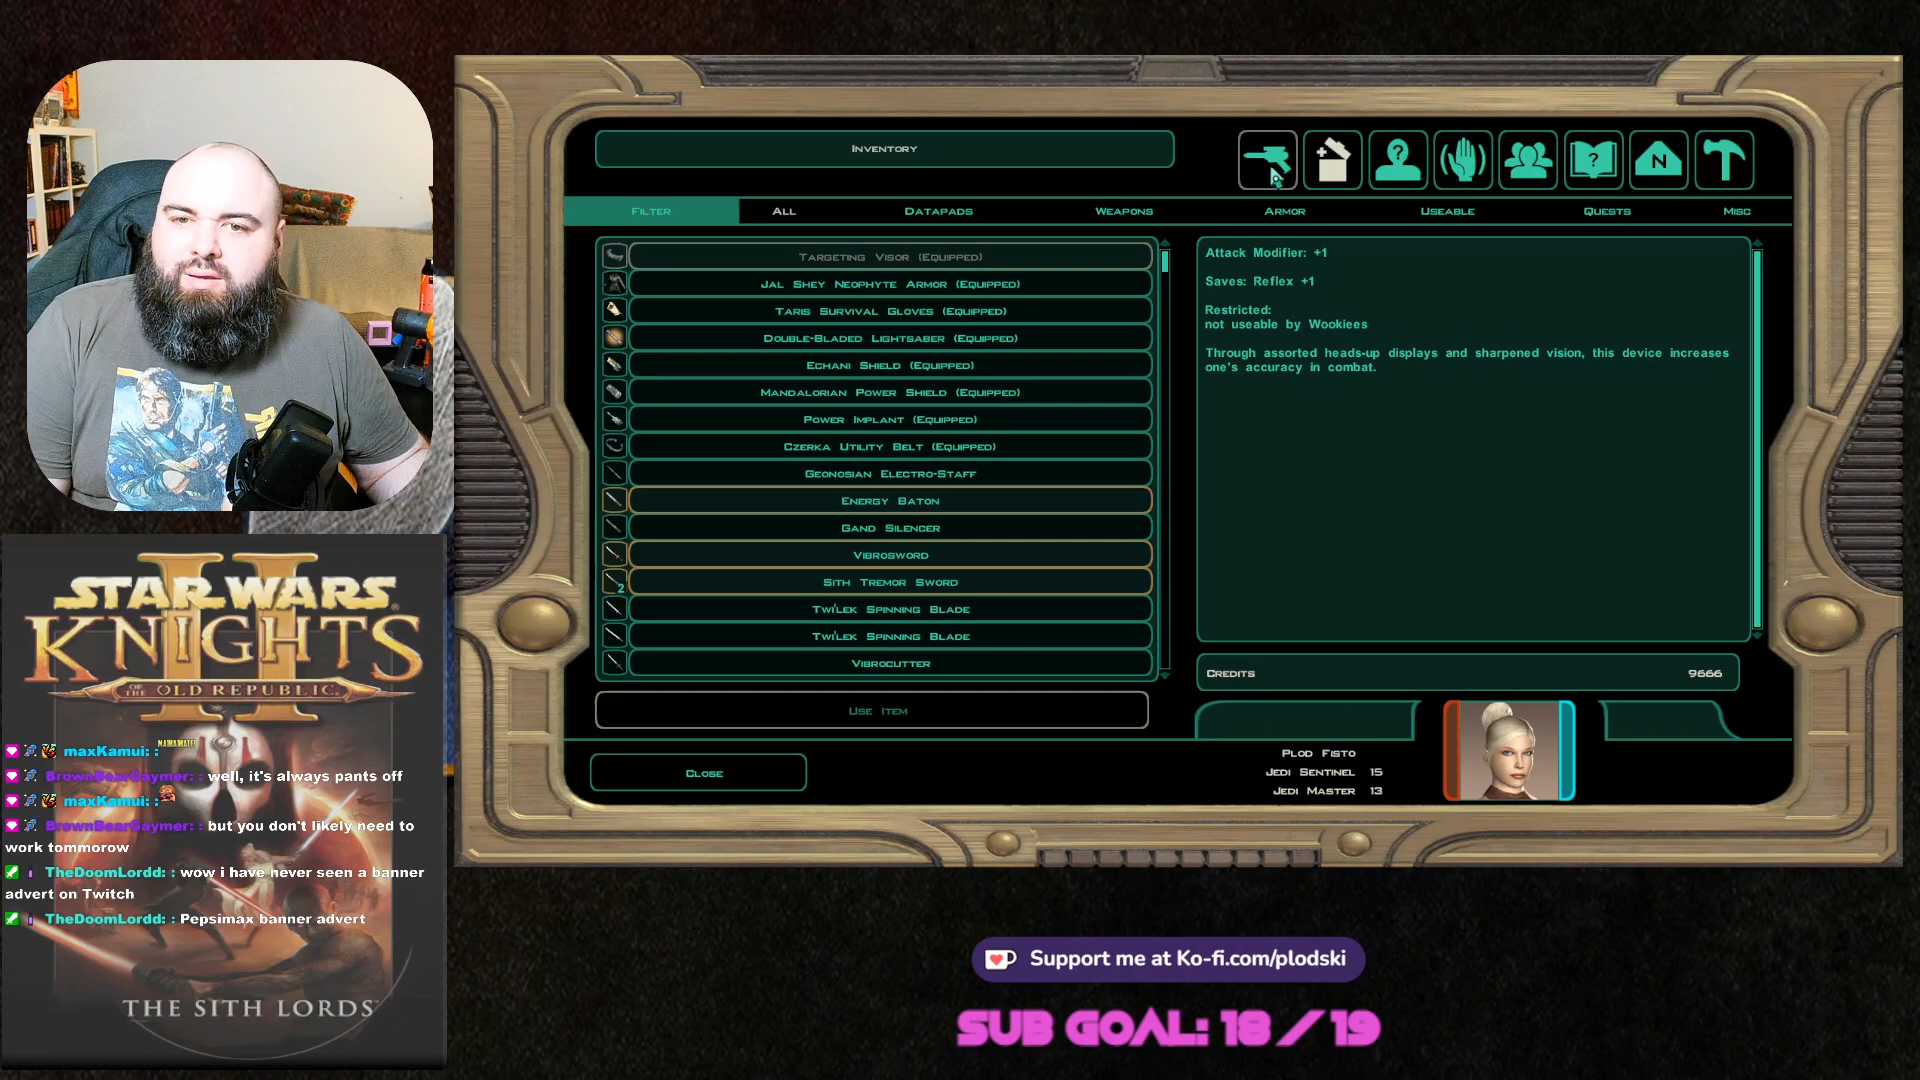 INVENTORY
FILTER
ALL
DATAPADS
WEAPONS
ARMOR
USEABLE
QUESTS
MISC
TARGETING VISOR (EQUIPPED)
JAL SHEY NEOPHYTE ARMOR (EQUIPPED)
TARIS SURVIVAL GLOVES (EQUIPPED)
DOUBLE-BLADED LIGHTSABER (EQUIPPED)
ECHANI SHIELD (EQUIPPED)
MANDALORIAN POWER SHIELD (EQUIPPED)
POWER IMPLANT (EQUIPPED)
CZERKA UTILITY BELT (EQUIPPED)
GEONOSIAN ELECTRO-STAFF
ENERGY BATON
GAND SILENCER
VIBROSWORD
2
SITH TREMOR SWORD
TWI'LEK SPINNING BLADE
TWI'LEK SPINNING BLADE
VIBROCUTTER
USE ITEM
CLOSE
Attack Modifier: +1
Saves: Reflex +1
Restricted:
not useable by Wookiees
Through assorted heads-up displays and sharpened vision, this device increases
one's accuracy in combat.
CREDITS 9666
PLOD FISTO
JEDI SENTINEL 15
JEDI MASTER 13
N
STAR WARS
KNIGHTS
II
OF THE OLD REPUBLIC
THE SITH LORDS
maxKamui: :
BrownBearGaymer: : well, it's always pants off
maxKamui: :
BrownBearGaymer: : but you don't likely need to
work tommorow
TheDoomLordd: : wow i have never seen a banner
advert on Twitch
TheDoomLordd: : Pepsimax banner advert
Support me at Ko-fi.com/plodski
SUB GOAL: 18 / 19